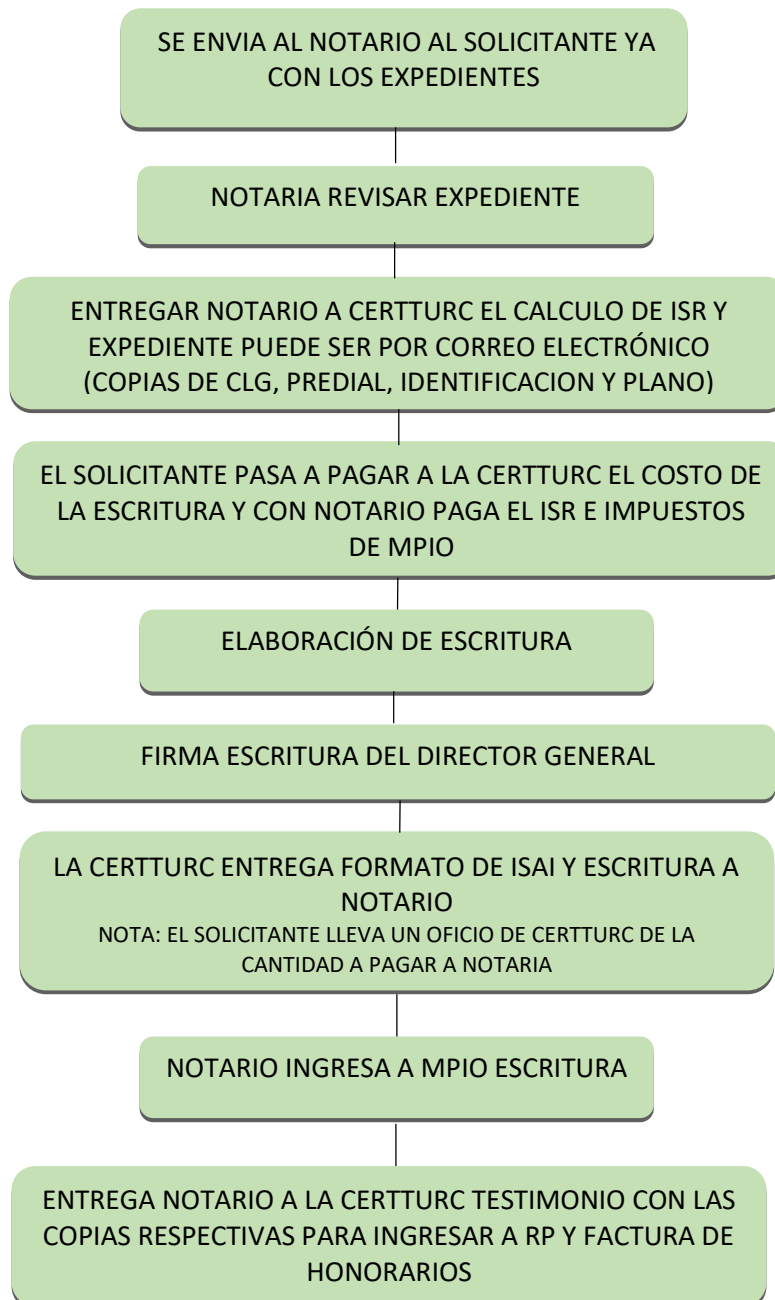 SE ENVIA AL NOTARIO AL SOLICITANTE YA
CON LOS EXPEDIENTES
NOTARIA REVISAR EXPEDIENTE
ENTREGAR NOTARIO A CERTTURC EL CALCULO DE ISR Y
EXPEDIENTE PUEDE SER POR CORREO ELECTRÓNICO
(COPIAS DE CLG, PREDIAL, IDENTIFICACION Y PLANO)
EL SOLICITANTE PASA A PAGAR A LA CERTTURC EL COSTO DE
LA ESCRITURA Y CON NOTARIO PAGA EL ISR E IMPUESTOS
DE MPIO
ELABORACIÓN DE ESCRITURA
FIRMA ESCRITURA DEL DIRECTOR GENERAL
LA CERTTURC ENTREGA FORMATO DE ISAI Y ESCRITURA A
NOTARIO
NOTA: EL SOLICITANTE LLEVA UN OFICIO DE CERTTURC DE LA
CANTIDAD A PAGAR A NOTARIA
NOTARIO INGRESA A MPIO ESCRITURA
ENTREGA NOTARIO A LA CERTTURC TESTIMONIO CON LAS
COPIAS RESPECTIVAS PARA INGRESAR A RP Y FACTURA DE
HONORARIOS